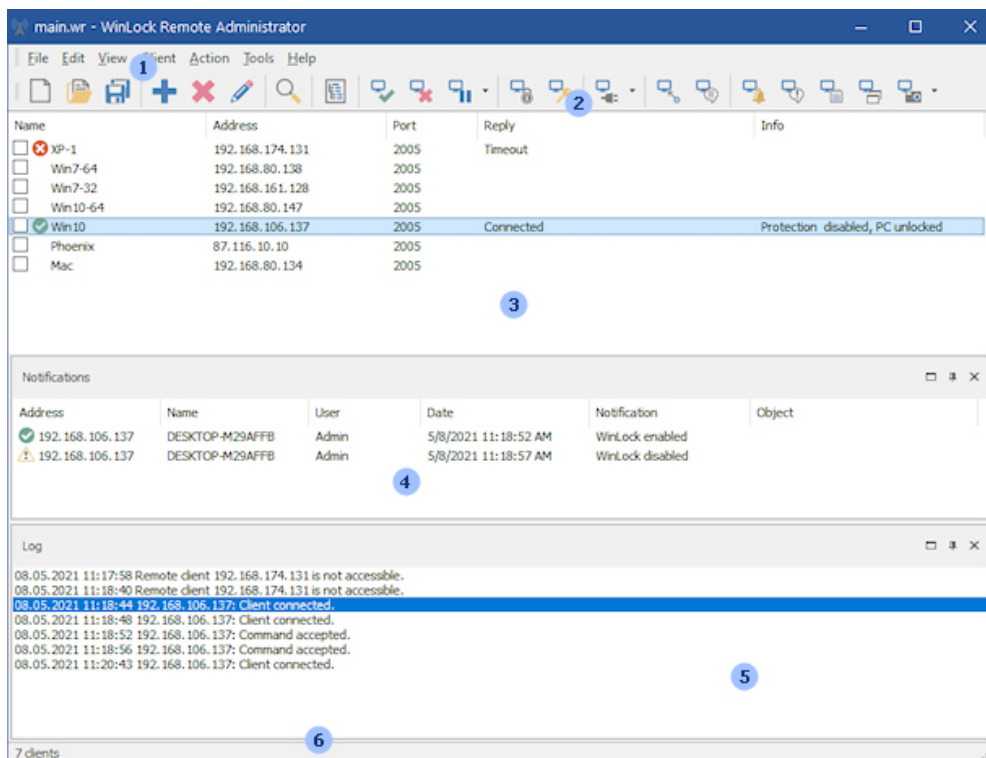 main.wr - WinLock Remote Administrator
File Edit View Client Action Tools Help
1
2
Name Address Port Reply Info
XP-1 192.168.174.131 2005 Timeout
Win7-64 192.168.80.138 2005
Win7-32 192.168.161.128 2005
Win10-64 192.168.80.147 2005
Win10 192.168.106.137 2005 Connected Protection disabled, PC unlocked
Phoenix 87.116.10.10 2005
Mac 192.168.80.134 2005
3
Notifications
Address Name User Date Notification Object
192.168.106.137 DESKTOP-M29AFFB Admin 5/8/2021 11:18:52 AM WinLock enabled
192.168.106.137 DESKTOP-M29AFFB Admin 5/8/2021 11:18:57 AM WinLock disabled
4
Log
08.05.2021 11:17:58 Remote client 192.168.174.131 is not accessible.
08.05.2021 11:18:40 Remote client 192.168.174.131 is not accessible.
08.05.2021 11:18:44 192.168.106.137: Client connected.
08.05.2021 11:18:48 192.168.106.137: Client connected.
08.05.2021 11:18:52 192.168.106.137: Command accepted.
08.05.2021 11:18:56 192.168.106.137: Command accepted.
08.05.2021 11:20:43 192.168.106.137: Client connected.
5
6
7 clients